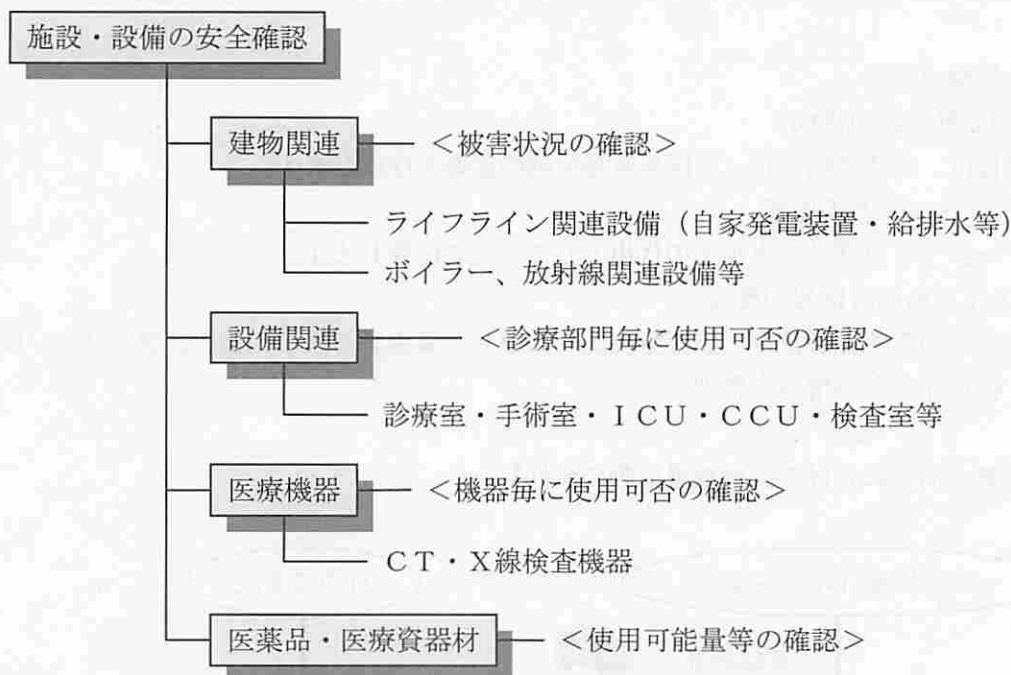 施設・設備の安全確認
建物関連 <被害状況の確認>
ライフライン関連設備(自家発電装置・給排水等)
ボイラー、放射線関連設備等
設備関連 <診療部門毎に使用可否の確認>
診療室・手術室・ICU・CCU・検査室等
医療機器 <機器毎に使用可否の確認>
CT・X線検査機器
医薬品・医療資器材 <使用可能量等の確認>